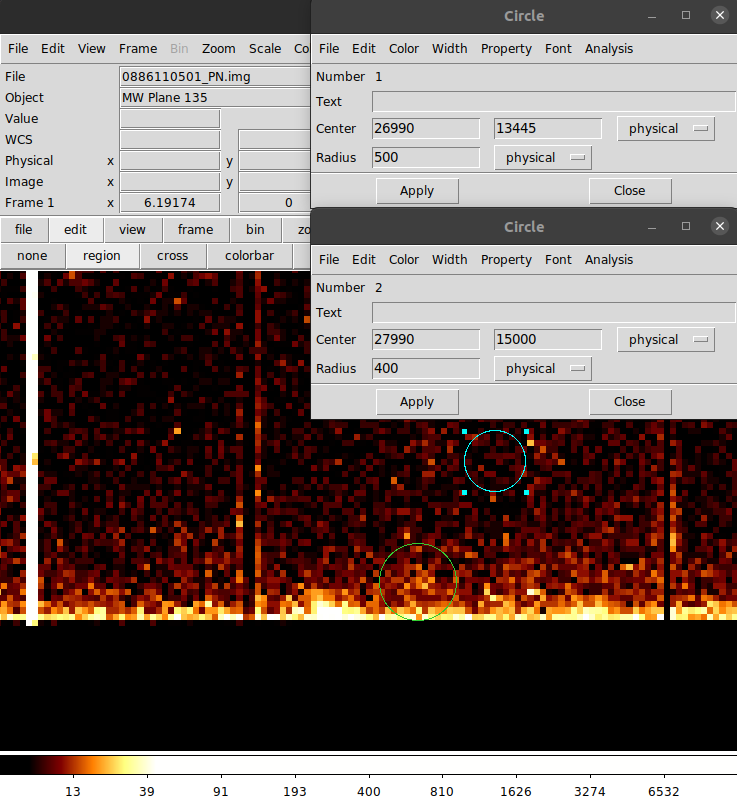 Circle
File Edit View Frame Bin Zoom Scale Co
File Edit Color Width Property Font Analysis
File 0886110501_PN.img
Number 1
Object MW Plane 135
Text
Value
Center 26990 13445 physical
WCS
Radius 500 physical
Physical x y
Image x y
Apply Close
Frame 1 x 6.19174 0
Circle
file edit view frame bin zo
none region cross colorbar
File Edit Color Width Property Font Analysis
Number 2
Text
Center 27990 15000 physical
Radius 400 physical
Apply Close
13 39 91 193 400 810 1626 3274 6532